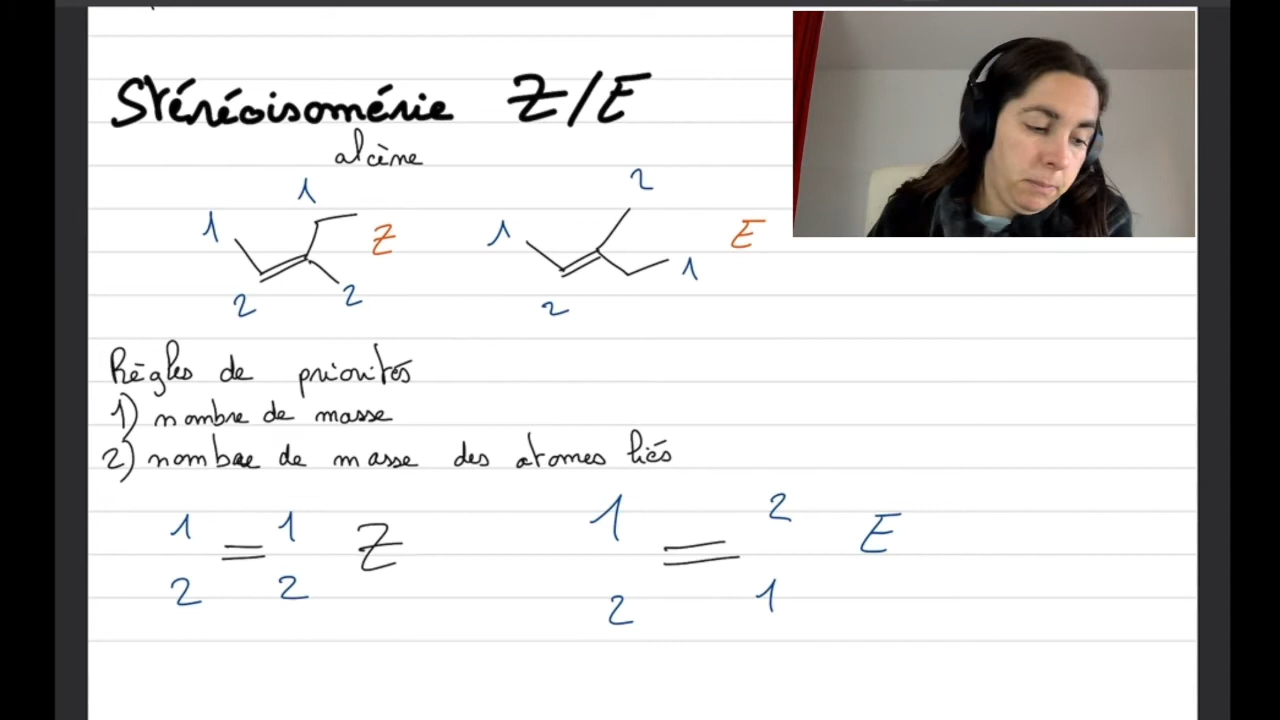 Stéréoisomérie Z/E
alcène
1 1 Z 2 2
1 2 E 1 2
Règles de priorités
1) nombre de masse
2) nombre de masse des atomes liés
1 = 1 Z 1 = 2 E
2 2 2 1